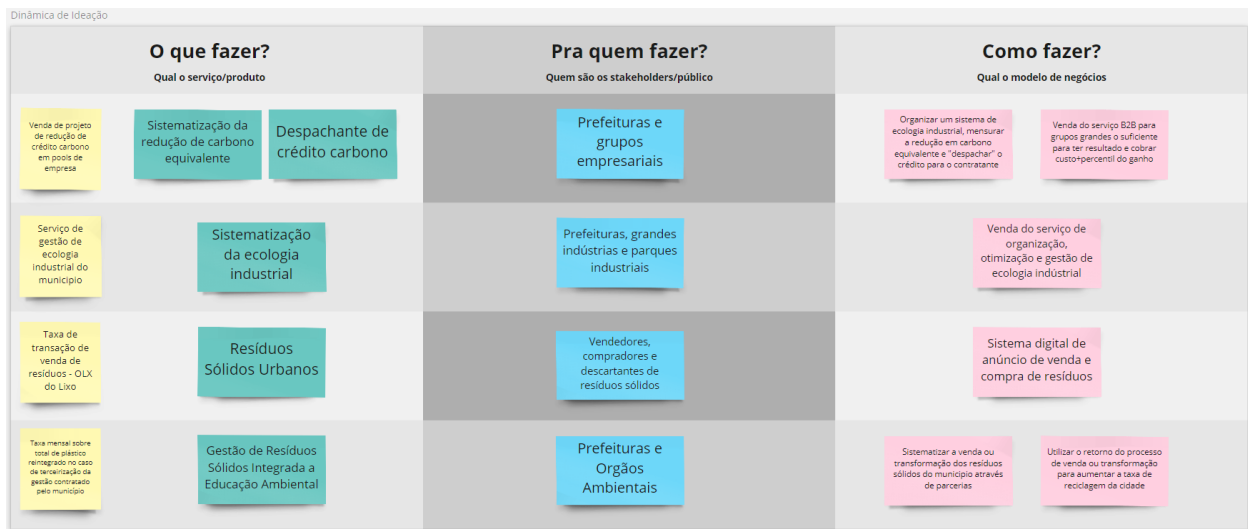 Dinâmica de Ideação
O que fazer?
Qual o serviço/produto
Pra quem fazer?
Quem são os stakeholders/público
Como fazer?
Qual o modelo de negócios
Venda de projeto
de redução de
crédito carbono
em pools de
empresa
Sistematização da
redução de carbono
equivalente
Despachante de
crédito carbono
Prefeituras e
grupos
empresariais
Organizar um sistema de
ecologia industrial, mensurar
a redução em carbono
equivalente e "despachar" o
crédito para o contratante
Venda do serviço B2B para
grupos grandes o suficiente
para ter resultado e cobrar
custo+percentil do ganho
Serviço de
gestão de
ecologia
industrial do
municipio
Sistematização
da ecologia
industrial
Prefeituras, grandes
indústrias e parques
industriais
Venda do serviço de
organização,
otimização e gestão de
ecologia indústrial
Taxa de
transação de
venda de
resíduos - OLX
do Lixo
Resíduos
Sólidos Urbanos
Vendedores,
compradores e
descartantes de
resíduos sólidos
Sistema digital de
anúncio de venda e
compra de resíduos
Taxa mensal sobre
total de plástico
reintegrado no caso
de terceirização da
gestão contratado
pelo município
Gestão de Resíduos
Sólidos Integrada a
Educação Ambiental
Prefeituras e
Orgãos
Ambientais
Sistematizar a venda ou
transformação dos resíduos
sólidos do municipio através
de parcerias
Utilizar o retorno do processo
de venda ou transformação
para aumentar a taxa de
reciclagem da cidade